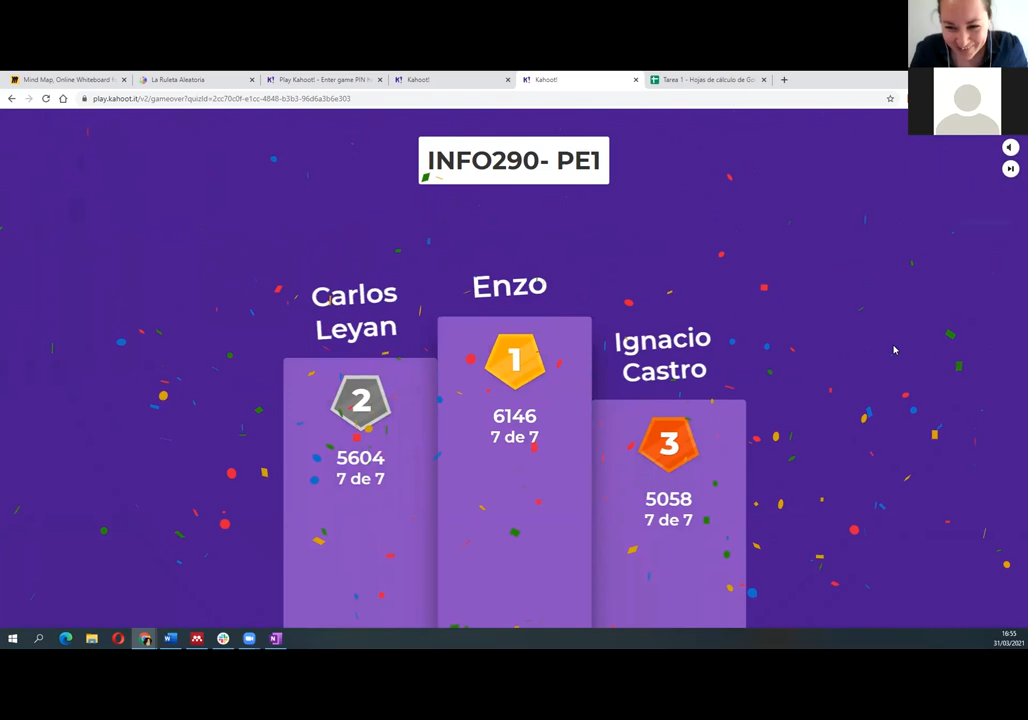 Mind Map, Online Whiteboard
La Ruleta Aleatoria
Play Kahoot! - Enter game PIN
Kahoot!
Kahoot!
Tarea 1 - Hojas de cálculo de Go
play.kahoot.it/v2/gameover?quizId=2cc70c0f-e1cc-4848-b3b3-96d6a3b6e303
INFO290- PE1
Enzo
Carlos
Leyan
Ignacio
Castro
1
6146
7 de 7
2
5604
7 de 7
3
5058
7 de 7
16:55
31/03/2021